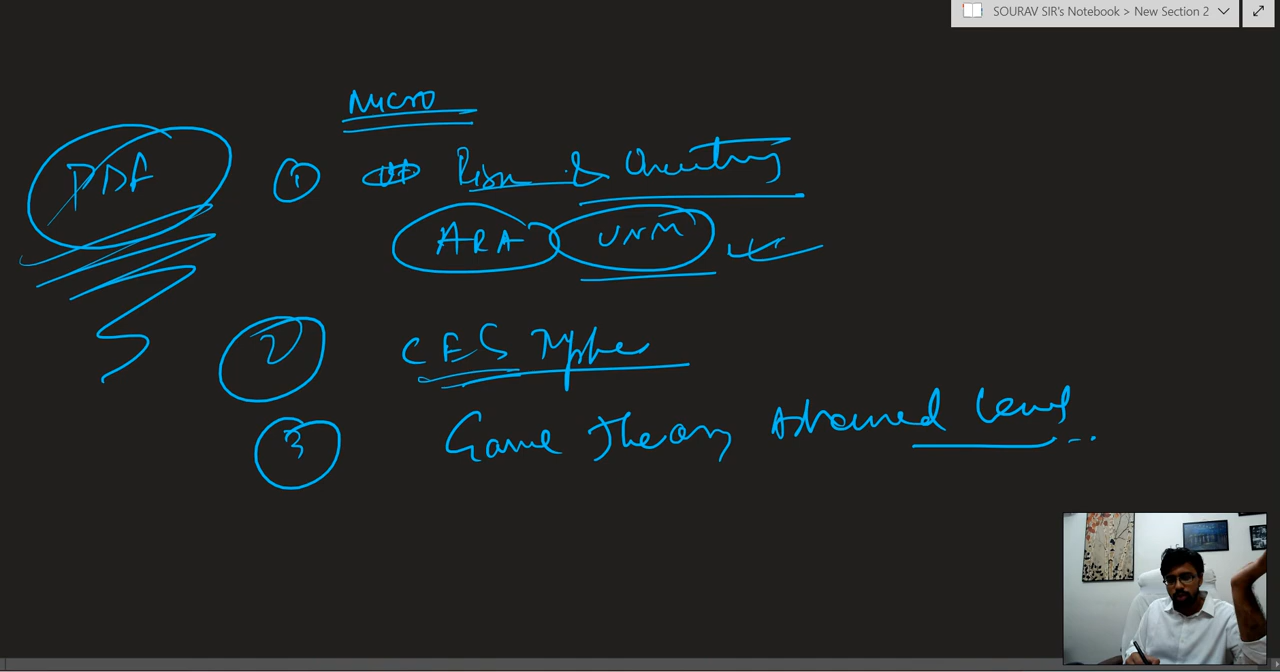 SOURAV SIR's Notebook > New Section 2
Micro
PDF
1 Risk & Uncertainty
ARA VNM
2 CES
3 Game Theory Advanced Level ...